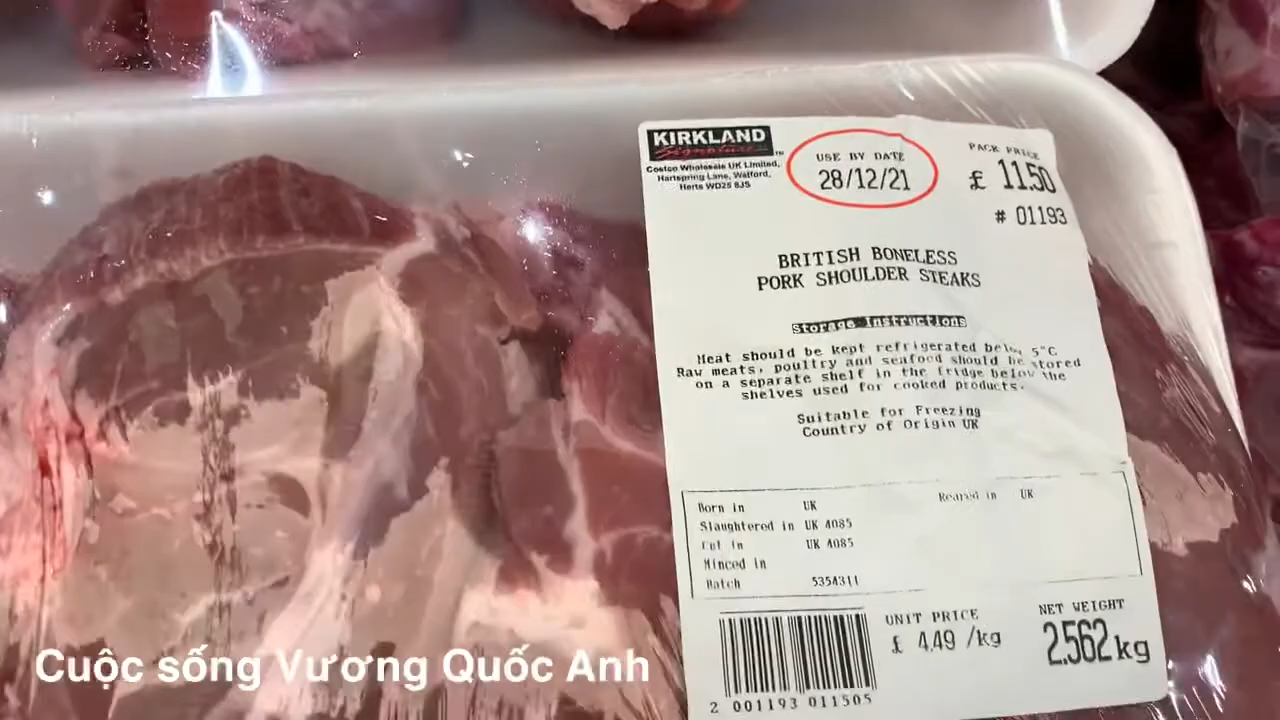 KIRKLAND
Signature
Costco Wholesale UK Limited,
Hartspring Lane, Watford,
Herts WD25 8JS
USE BY DATE
28/12/21
PACK PRICE
£ 11.50
# 01193
BRITISH BONELESS
PORK SHOULDER STEAKS
Storage Instructions
Meat should be kept refrigerated below 5°C
Raw meats, poultry and seafood should be stored
on a separate shelf in the fridge below the
shelves used for cooked products.
Suitable for Freezing
Country of Origin UK
Born in UK Reared in UK
Slaughtered in UK 4085
Cut in UK 4085
Minced in
Batch 5354311
UNIT PRICE
£ 4.49 /kg
NET WEIGHT
2.562kg
2 001193 011505
Cuộc sống Vương Quốc Anh